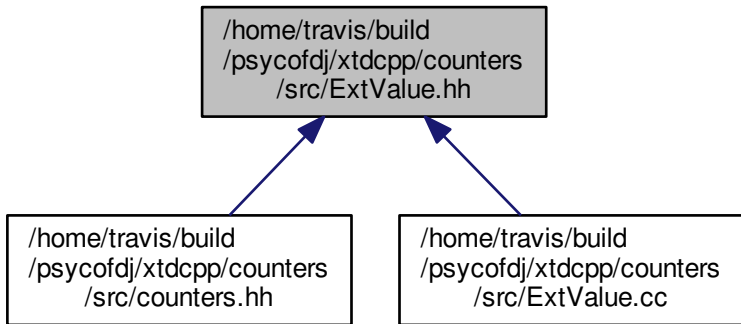 /home/travis/build
/psycofdj/xtdcpp/counters
/src/ExtValue.hh
/home/travis/build
/psycofdj/xtdcpp/counters
/src/counters.hh
/home/travis/build
/psycofdj/xtdcpp/counters
/src/ExtValue.cc